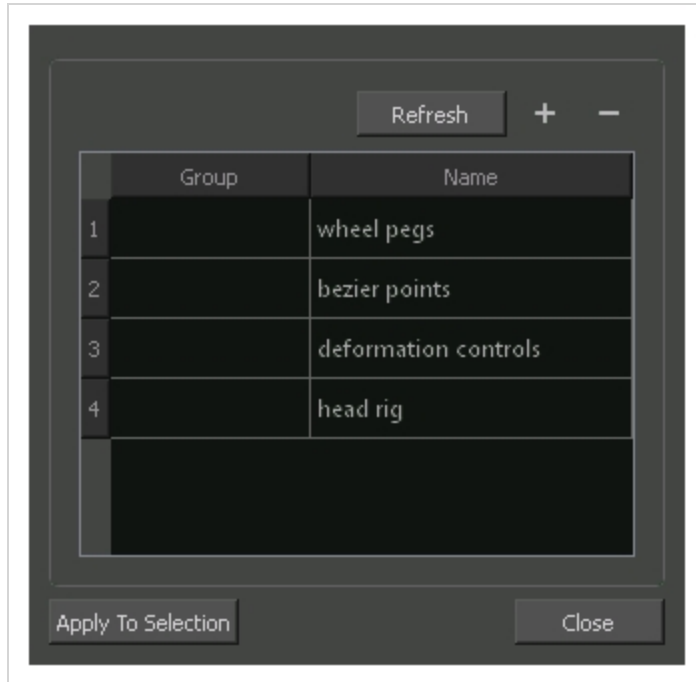 Refresh + −
Group Name
1 wheel pegs
2 bezier points
3 deformation controls
4 head rig
Apply To Selection Close